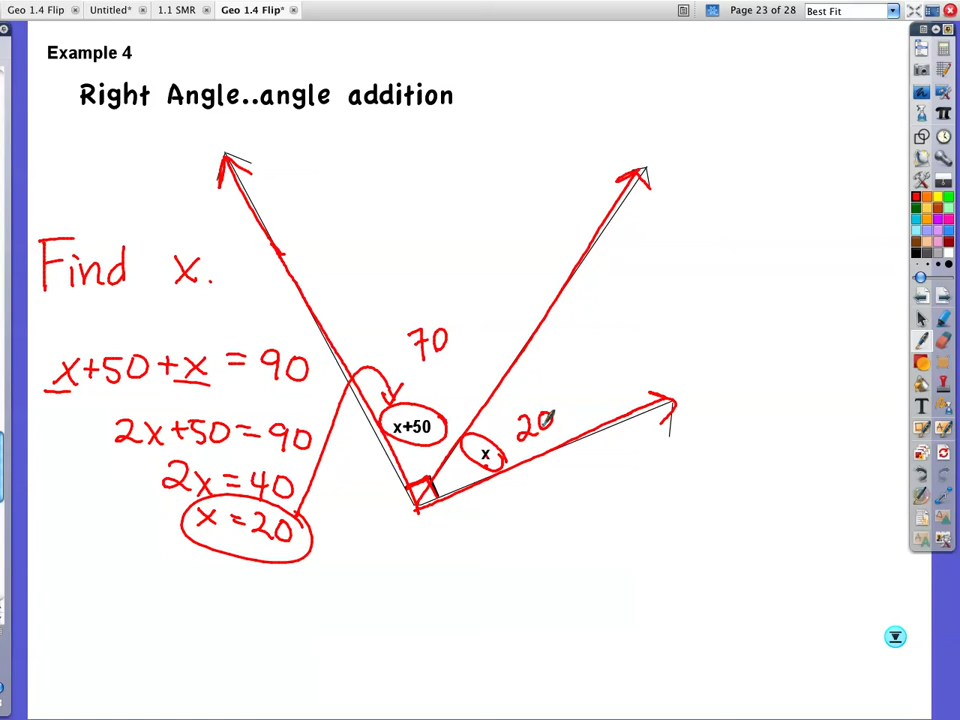 Geo 1.4 Flip
Untitled*
1.1 SMR
Geo 1.4 Flip*
Page 23 of 28
Best Fit
Example 4
Right Angle..angle addition
Find x.
70
x+50+x = 90
x+50
20
2x+50=90
x
2x = 40
x = 20